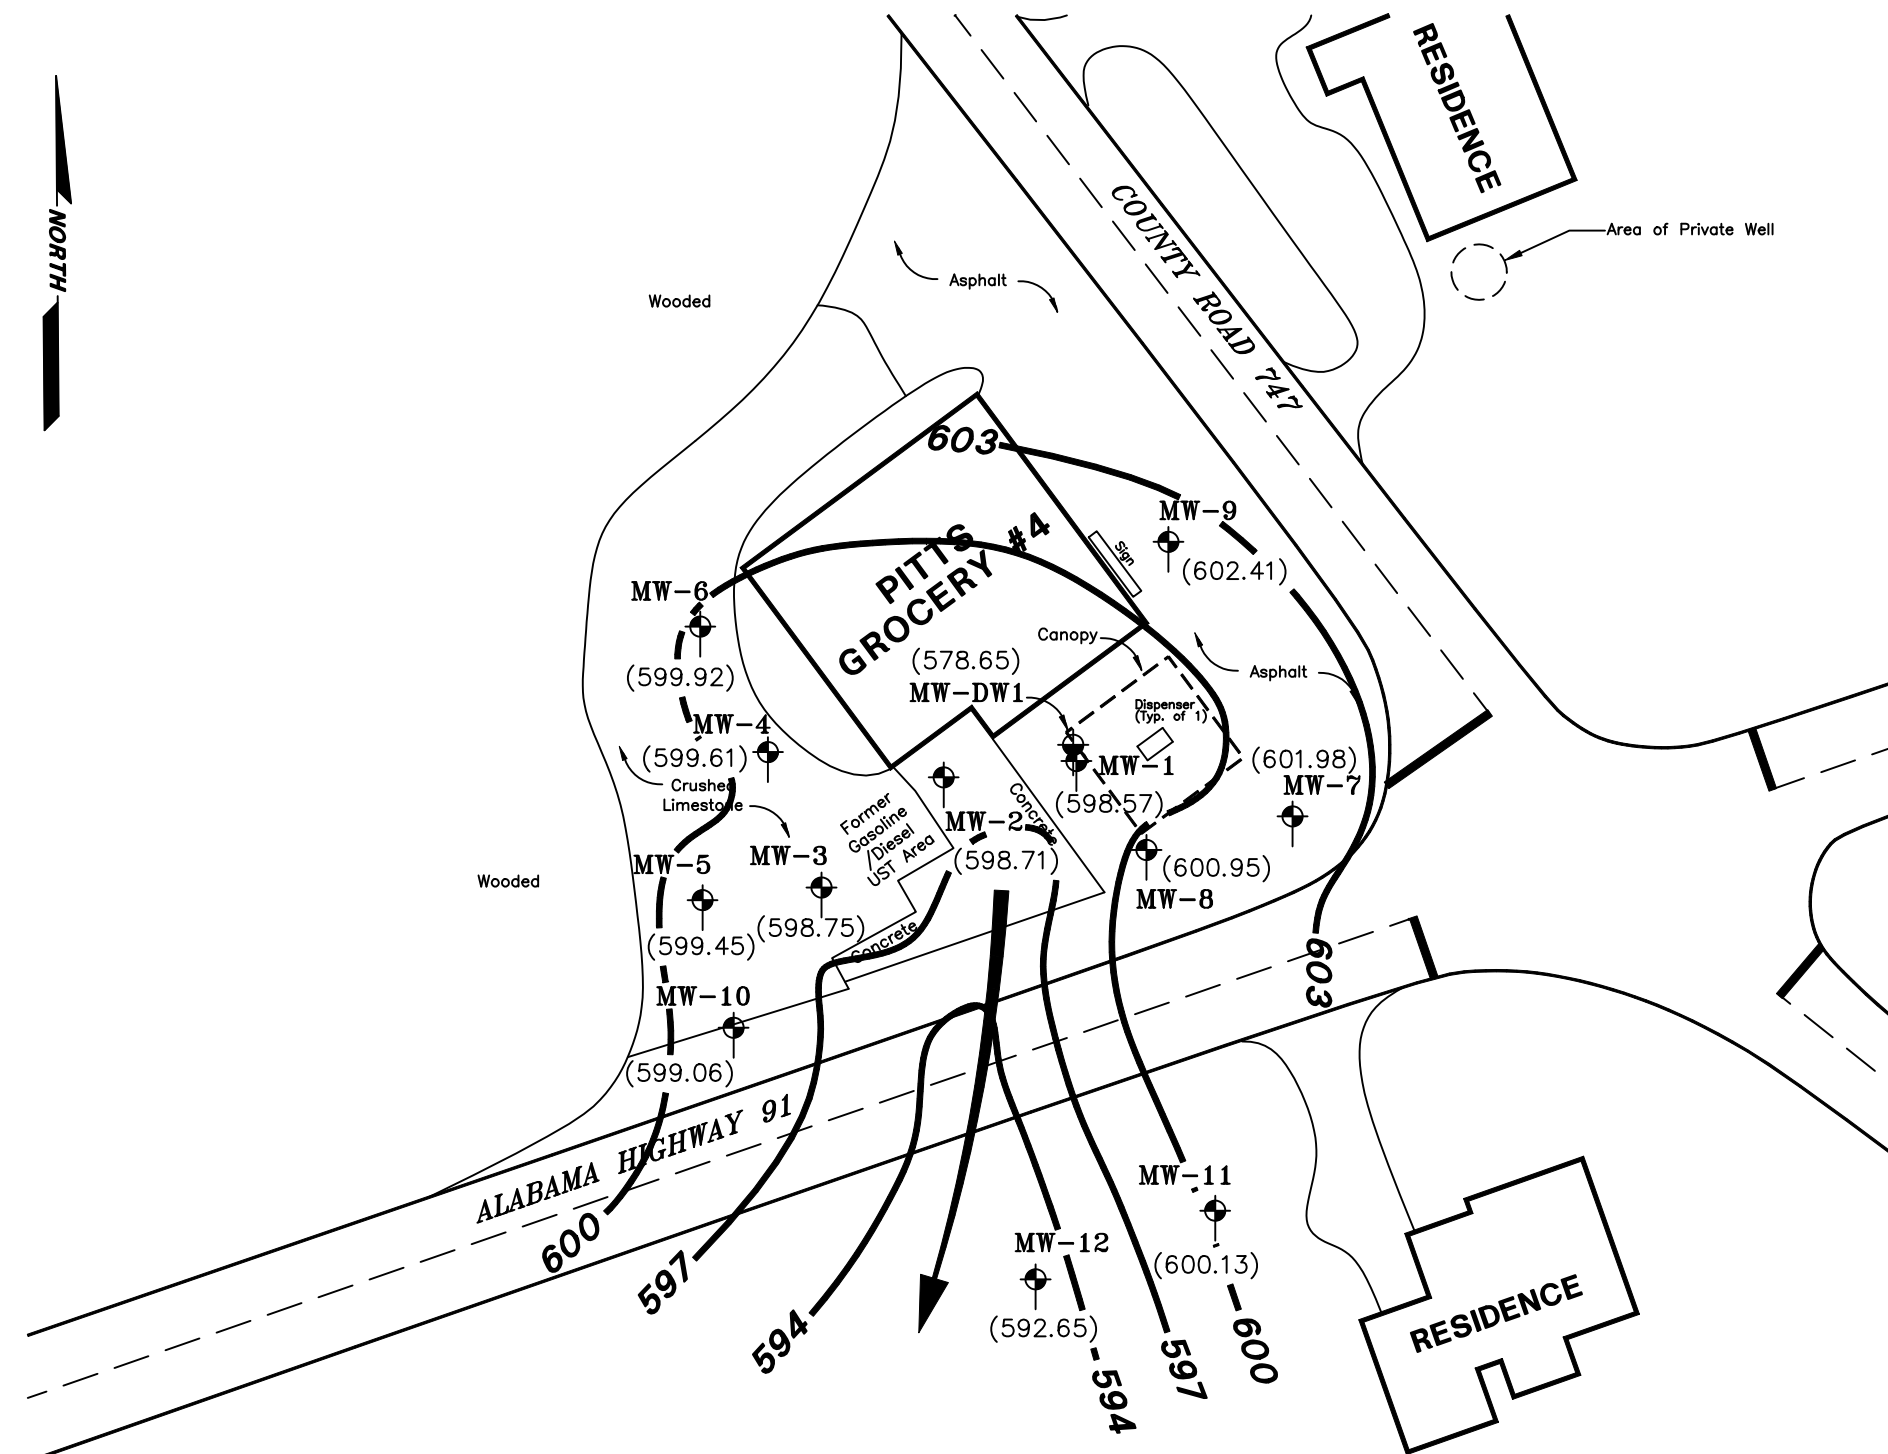 RESIDENCE
NORTH
COUNTY ROAD 747
Area of Private Well
Asphalt
Wooded
603
MW-9
(602.41)
PITTS
GROCERY #4
Sign
MW-6
(599.92)
Canopy
(578.65)
MW-DW1
Asphalt
Dispenser
(Typ. of 1)
MW-4
(599.61)
Crushed
Limestone
MW-1
(598.57)
(601.98)
MW-7
Former
Gasoline
/Diesel
UST Area
Concrete
MW-2
(598.71)
MW-5
(599.45)
MW-3
(598.75)
(600.95)
MW-8
Wooded
Concrete
603
MW-10
(599.06)
ALABAMA HIGHWAY 91
600
597
594
MW-11
(600.13)
MW-12
(592.65)
600
597
594
RESIDENCE